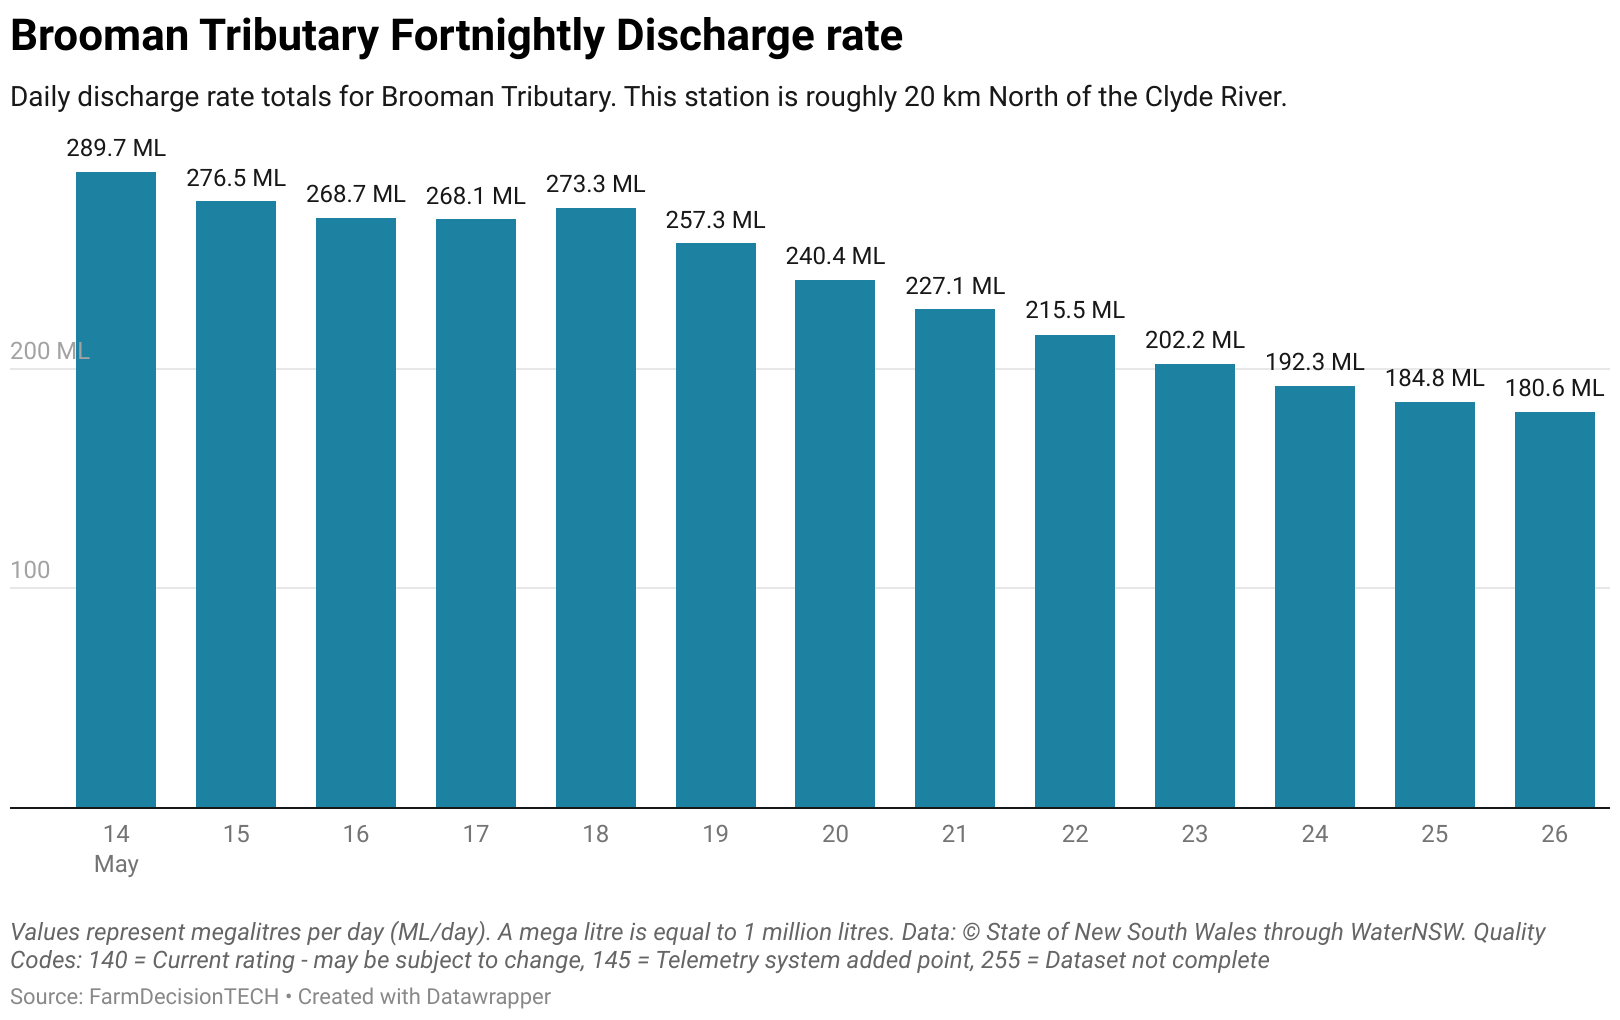 Brooman Tributary Fortnightly Discharge rate
Daily discharge rate totals for Brooman Tributary. This station is roughly 20 km North of the Clyde River.
289.7 ML
276.5 ML
268.7 ML
268.1 ML
273.3 ML
257.3 ML
240.4 ML
227.1 ML
215.5 ML
202.2 ML
192.3 ML
184.8 ML
180.6 ML
200 ML
100
14 15 16 17 18 19 20 21 22 23 24 25 26
May
Values represent megalitres per day (ML/day). A mega litre is equal to 1 million litres. Data: © State of New South Wales through WaterNSW. Quality
Codes: 140 = Current rating - may be subject to change, 145 = Telemetry system added point, 255 = Dataset not complete
Source: FarmDecisionTECH • Created with Datawrapper